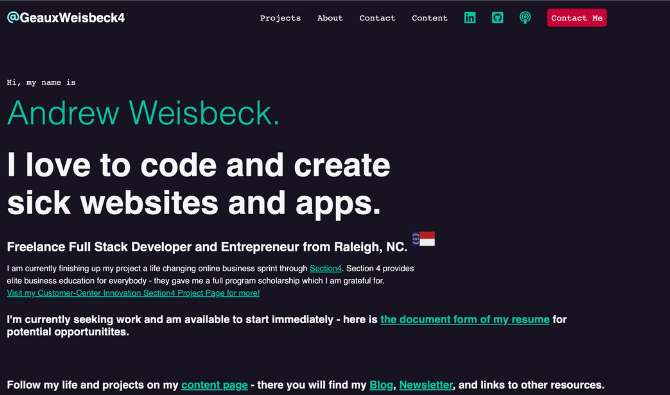 @GeauxWeisbeck4
Projects About Contact Content Contact Me
Hi, my name is
Andrew Weisbeck.
I love to code and create
sick websites and apps.
Freelance Full Stack Developer and Entrepreneur from Raleigh, NC.
I am currently finishing up my project a life changing online business sprint through Section4. Section 4 provides
elite business education for everybody - they gave me a full program scholarship which I am grateful for.
Visit my Customer-Center Innovation Section4 Project Page for more!
I'm currently seeking work and am available to start immediately - here is the document form of my resume for
potential opportunitites.
Follow my life and projects on my content page - there you will find my Blog, Newsletter, and links to other resources.